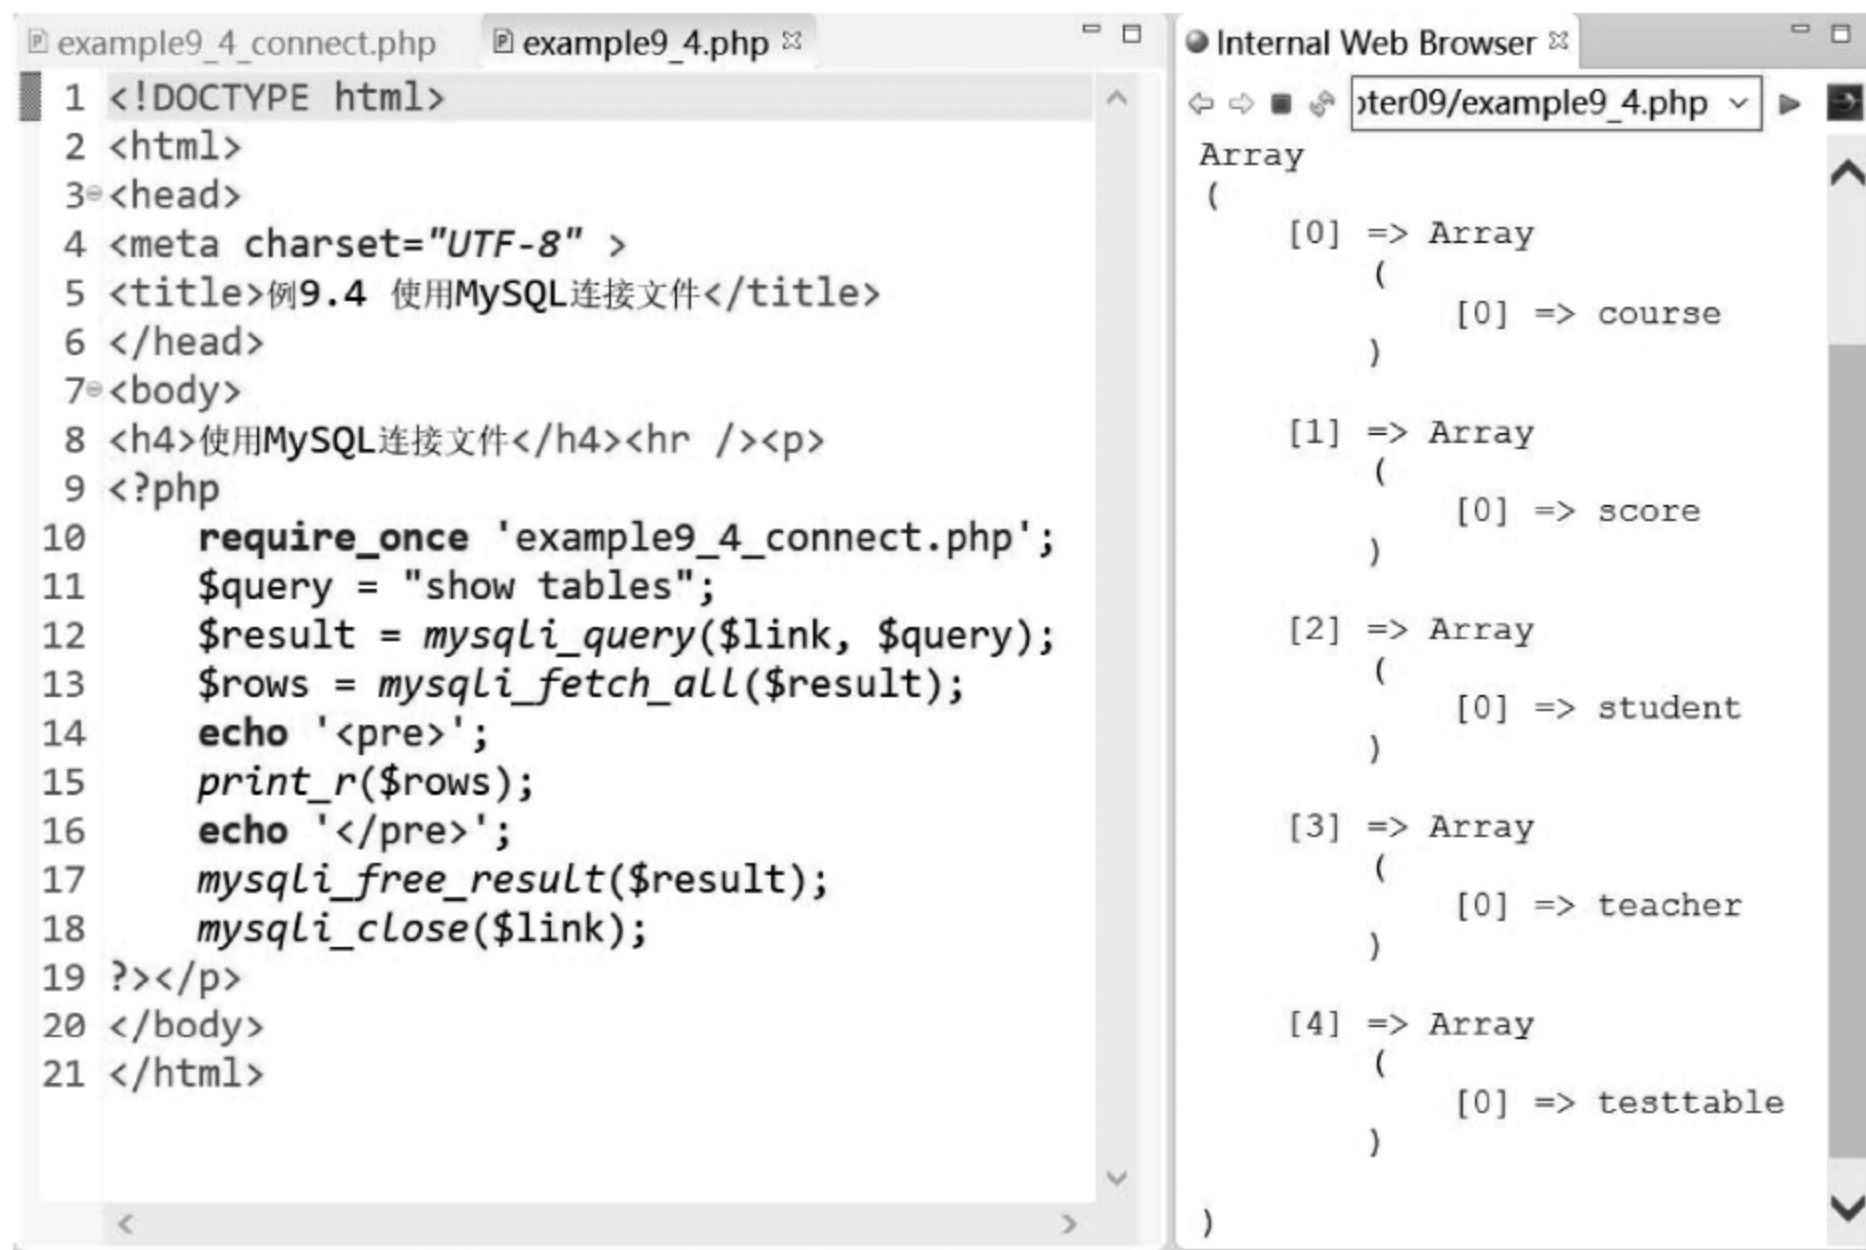 example9_4_connect.php
example9_4.php
1 <!DOCTYPE html>
2 <html>
3 <head>
4 <meta charset="UTF-8" >
5 <title>例9.4 使用MySQL连接文件</title>
6 </head>
7 <body>
8 <h4>使用MySQL连接文件</h4><hr /><p>
9 <?php
10 require_once 'example9_4_connect.php';
11 $query = "show tables";
12 $result = mysqli_query($link, $query);
13 $rows = mysqli_fetch_all($result);
14 echo '<pre>';
15 print_r($rows);
16 echo '</pre>';
17 mysqli_free_result($result);
18 mysqli_close($link);
19 ?></p>
20 </body>
21 </html>
Internal Web Browser
oter09/example9_4.php
Array
(
[0] => Array
(
[0] => course
)
[1] => Array
(
[0] => score
)
[2] => Array
(
[0] => student
)
[3] => Array
(
[0] => teacher
)
[4] => Array
(
[0] => testtable
)
)